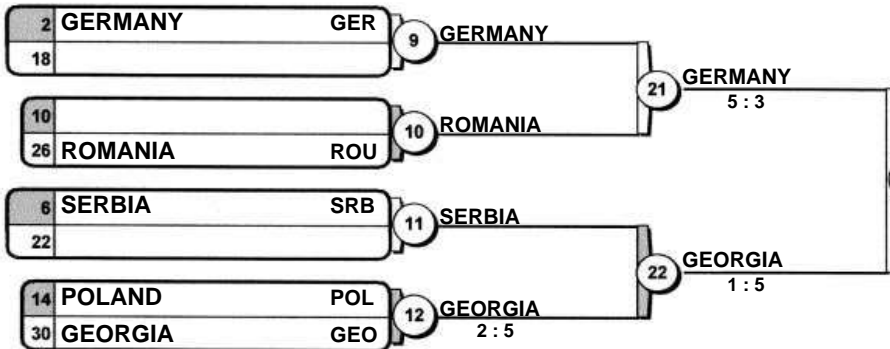 2 GERMANY GER
18
9 GERMANY
10
26 ROMANIA ROU
10 ROMANIA
21 GERMANY
5 : 3
6 SERBIA SRB
22
11 SERBIA
14 POLAND POL
30 GEORGIA GEO
12 GEORGIA
2 : 5
22 GEORGIA
1 : 5